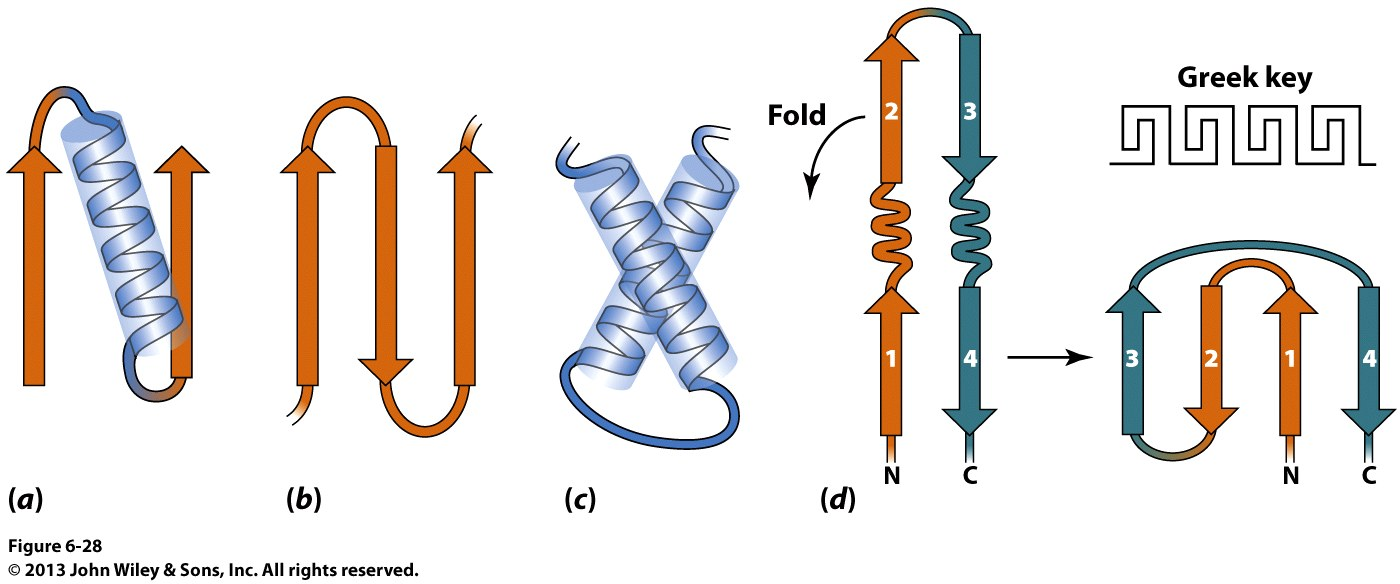 Fold
2
3
1
4
N
C
Greek key
3
2
1
4
N
C
(a)
(b)
(c)
(d)
Figure 6-28
© 2013 John Wiley & Sons, Inc. All rights reserved.